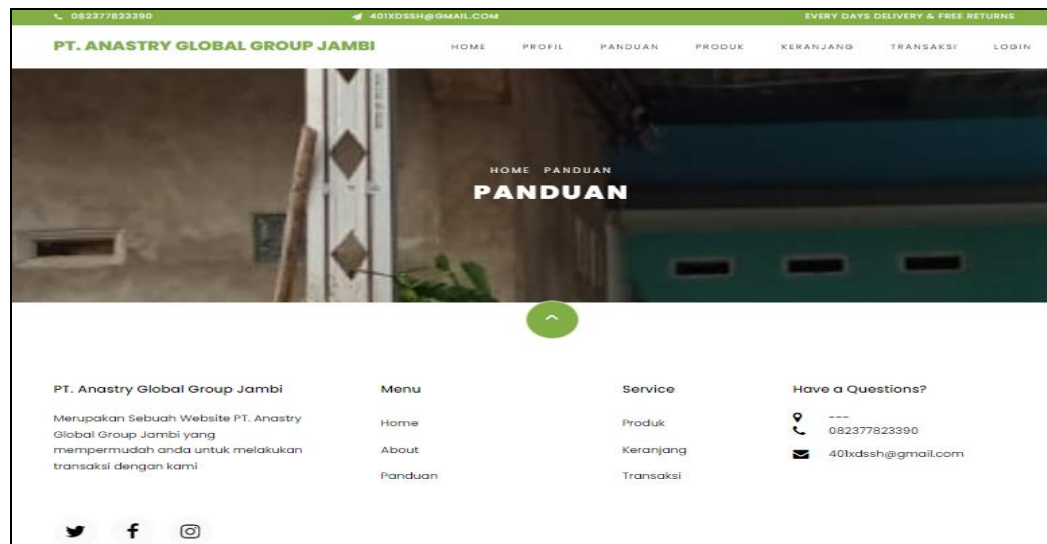 082377823390 401XDSSH@GMAIL.COM EVERY DAYS DELIVERY & FREE RETURNS
PT. ANASTRY GLOBAL GROUP JAMBI HOME PROFIL PANDUAN PRODUK KERANJANG TRANSAKSI LOGIN
HOME PANDUAN
PANDUAN
PT. Anastry Global Group Jambi
Merupakan Sebuah Website PT. Anastry
Global Group Jambi yang
mempermudah anda untuk melakukan
transaksi dengan kami
Menu
Home
About
Panduan
Service
Produk
Keranjang
Transaksi
Have a Questions?
---
082377823390
401xdssh@gmail.com